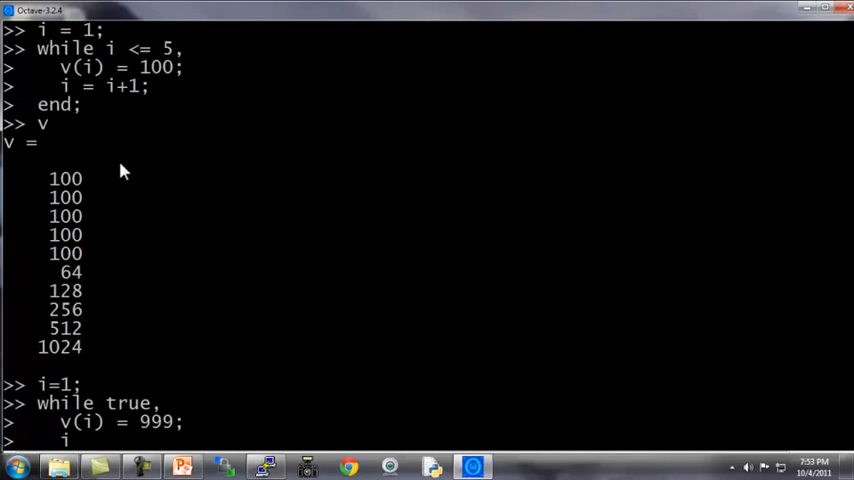 Octave-3.2.4
>> i = 1;
>> while i <= 5,
>    v(i) = 100;
>    i = i+1;
>  end;
>> v
v =
100
100
100
100
100
64
128
256
512
1024
>> i=1;
>> while true,
>    v(i) = 999;
>    i
7:53 PM
10/4/2011